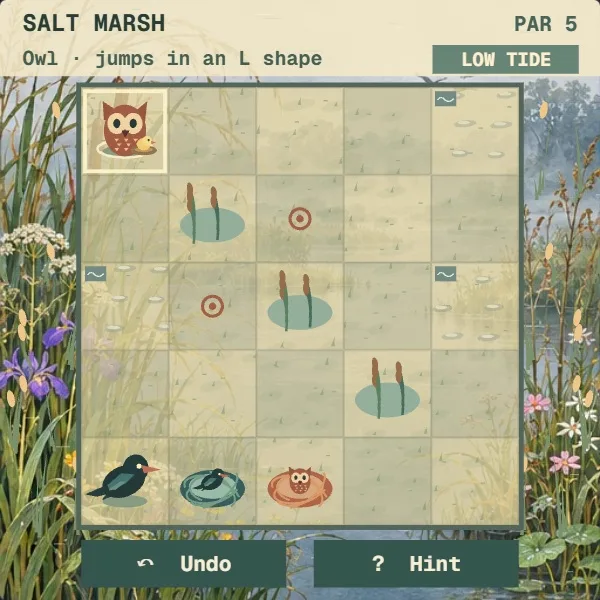 SALT MARSH
PAR 5
Owl · jumps in an L shape
LOW TIDE
↶ Undo
? Hint